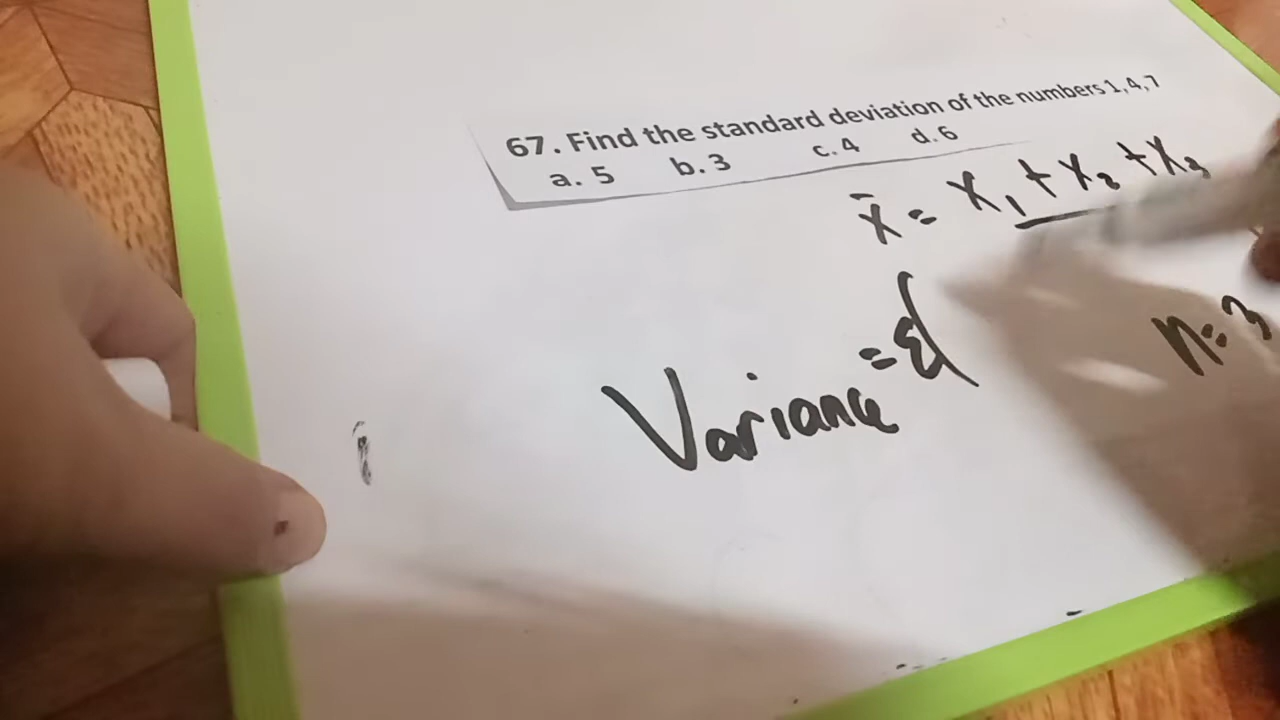 67. Find the standard deviation of the numbers 1,4,7
a. 5 b. 3 c. 4 d. 6
x̄ = x₁ + x₂ + x₃
Variance = Σ(
n = 3